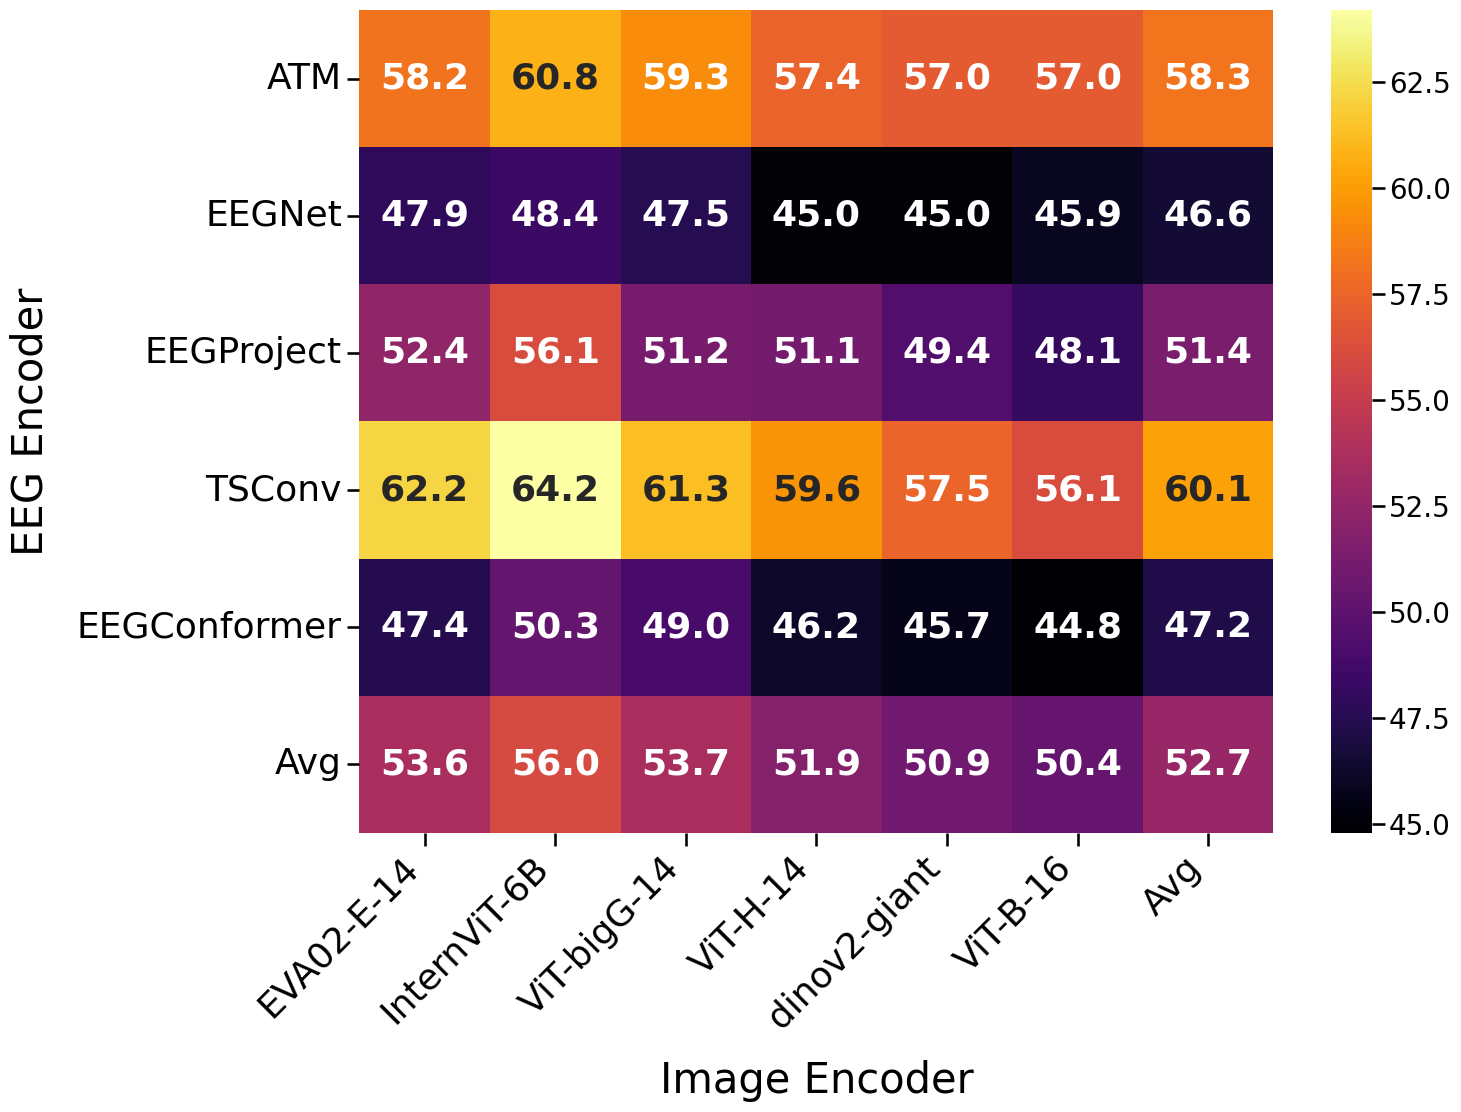 ATM 58.2 60.8 59.3 57.4 57.0 57.0 58.3
EEGNet 47.9 48.4 47.5 45.0 45.0 45.9 46.6
EEGProject 52.4 56.1 51.2 51.1 49.4 48.1 51.4
TSConv 62.2 64.2 61.3 59.6 57.5 56.1 60.1
EEGConformer 47.4 50.3 49.0 46.2 45.7 44.8 47.2
Avg 53.6 56.0 53.7 51.9 50.9 50.4 52.7
EEG Encoder
EVA02-E-14
InternViT-6B
ViT-bigG-14
ViT-H-14
dinov2-giant
ViT-B-16
Avg
Image Encoder
62.5
60.0
57.5
55.0
52.5
50.0
47.5
45.0